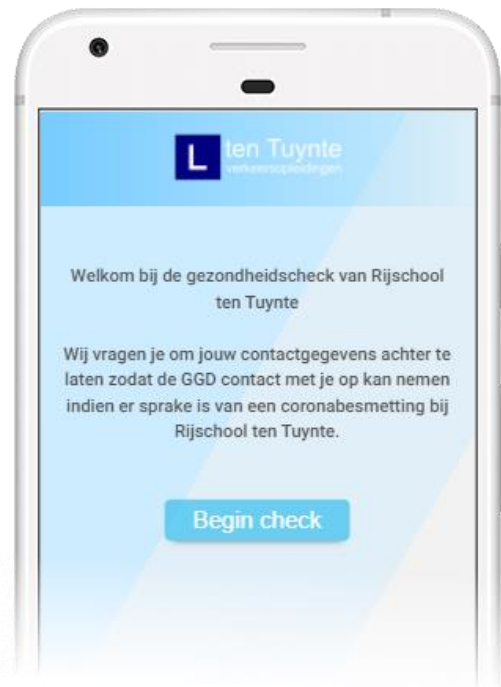 L
ten Tuynte
verkeersopleidingen
Welkom bij de gezondheidscheck van Rijschool
ten Tuynte
Wij vragen je om jouw contactgegevens achter te
laten zodat de GGD contact met je op kan nemen
indien er sprake is van een coronabesmetting bij
Rijschool ten Tuynte.
Begin check